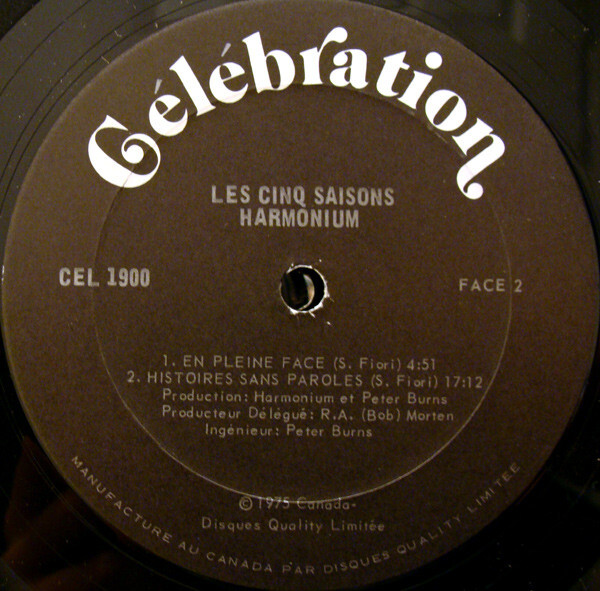 Célébration
LES CINQ SAISONS
HARMONIUM
CEL 1900
FACE 2
1. EN PLEINE FACE (S. Fiori) 4:51
2. HISTOIRES SANS PAROLES (S. Fiori) 17:12
Production: Harmonium et Peter Burns
Producteur Délégué: R.A. (Bob) Morten
Ingénieur: Peter Burns
© 1975 Canada-
Disques Quality Limitée
MANUFACTURE AU CANADA PAR DISQUES QUALITY LIMITEE